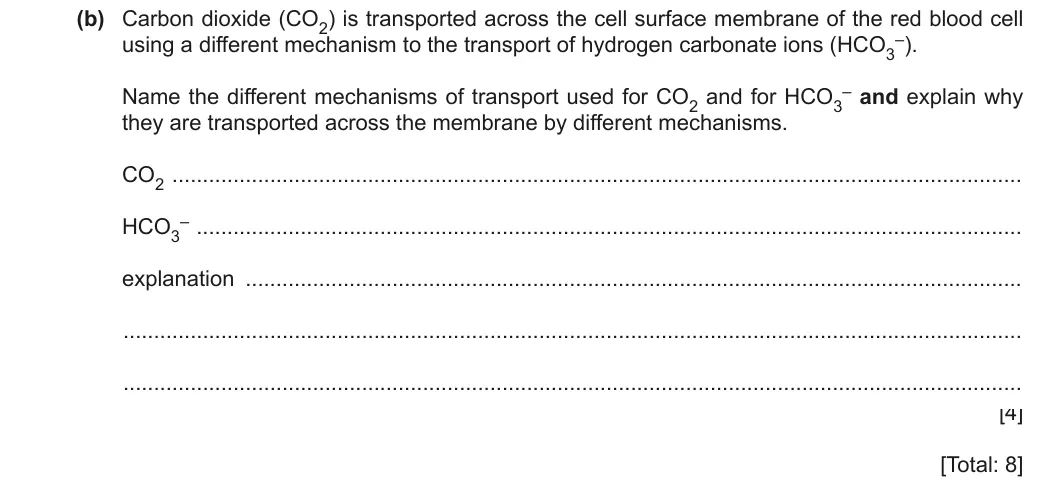 (b) Carbon dioxide (CO₂) is transported across the cell surface membrane of the red blood cell
using a different mechanism to the transport of hydrogen carbonate ions (HCO₃⁻).
Name the different mechanisms of transport used for CO₂ and for HCO₃⁻ and explain why
they are transported across the membrane by different mechanisms.
CO₂ ..........................................................................................
HCO₃⁻ ..........................................................................................
explanation ..........................................................................................
..........................................................................................
..........................................................................................
[4]
[Total: 8]